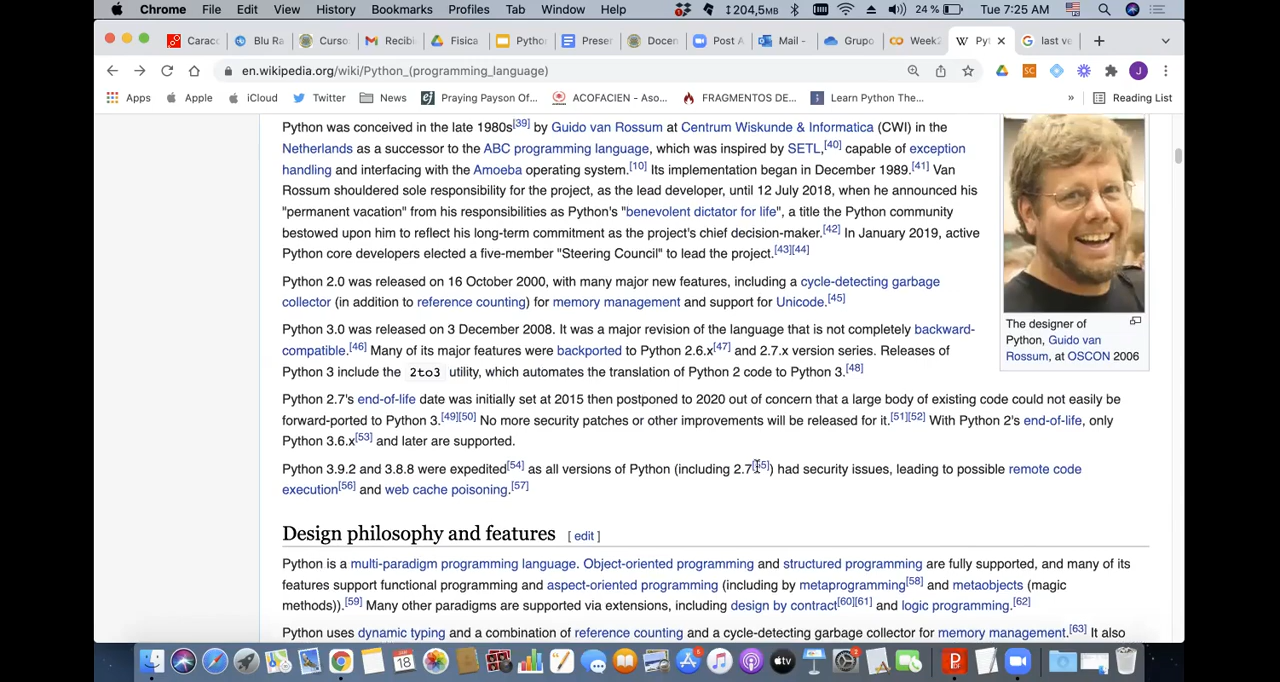 Chrome File Edit View History Bookmarks Profiles Tab Window Help ↕204,5MB 24 % Tue 7:25 AM
Carac Blu Ra Curso Recibi Fisica Pytho Preser Docen Post A Mail - Grupo Week2 Pyt last ve
en.wikipedia.org/wiki/Python_(programming_language) SC J
Apps Apple iCloud Twitter News Praying Payson Of... ACOFACIEN - Aso... FRAGMENTOS DE... Learn Python The... » Reading List
Python was conceived in the late 1980s[39] by Guido van Rossum at Centrum Wiskunde & Informatica (CWI) in the
Netherlands as a successor to the ABC programming language, which was inspired by SETL,[40] capable of exception
handling and interfacing with the Amoeba operating system.[10] Its implementation began in December 1989.[41] Van
Rossum shouldered sole responsibility for the project, as the lead developer, until 12 July 2018, when he announced his
"permanent vacation" from his responsibilities as Python's "benevolent dictator for life", a title the Python community
bestowed upon him to reflect his long-term commitment as the project's chief decision-maker.[42] In January 2019, active
Python core developers elected a five-member "Steering Council" to lead the project.[43][44]
The designer of
Python, Guido van
Rossum, at OSCON 2006
Python 2.0 was released on 16 October 2000, with many major new features, including a cycle-detecting garbage
collector (in addition to reference counting) for memory management and support for Unicode.[45]
Python 3.0 was released on 3 December 2008. It was a major revision of the language that is not completely backward-
compatible.[46] Many of its major features were backported to Python 2.6.x[47] and 2.7.x version series. Releases of
Python 3 include the 2to3 utility, which automates the translation of Python 2 code to Python 3.[48]
Python 2.7's end-of-life date was initially set at 2015 then postponed to 2020 out of concern that a large body of existing code could not easily be
forward-ported to Python 3.[49][50] No more security patches or other improvements will be released for it.[51][52] With Python 2's end-of-life, only
Python 3.6.x[53] and later are supported.
Python 3.9.2 and 3.8.8 were expedited[54] as all versions of Python (including 2.7[55]) had security issues, leading to possible remote code
execution[56] and web cache poisoning.[57]
Design philosophy and features [ edit ]
Python is a multi-paradigm programming language. Object-oriented programming and structured programming are fully supported, and many of its
features support functional programming and aspect-oriented programming (including by metaprogramming[58] and metaobjects (magic
methods)).[59] Many other paradigms are supported via extensions, including design by contract[60][61] and logic programming.[62]
Python uses dynamic typing and a combination of reference counting and a cycle-detecting garbage collector for memory management.[63] It also